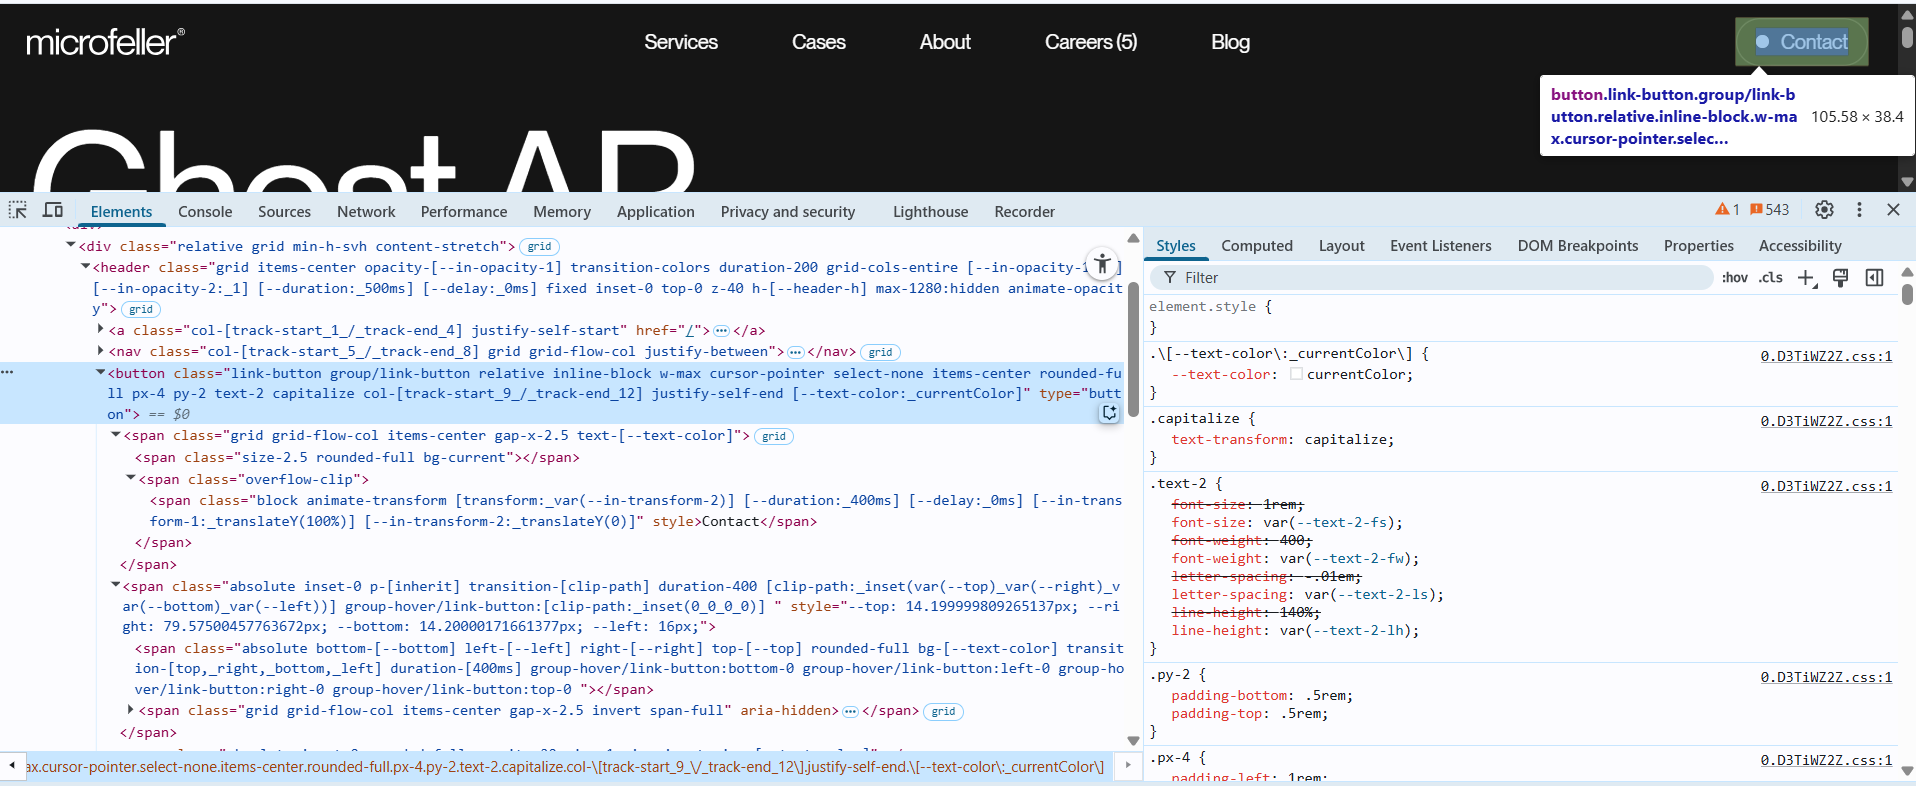 microfeller®
Services Cases About Careers (5) Blog
Contact
button.link-button.group/link-b
utton.relative.inline-block.w-ma
x.cursor-pointer.selec...
105.58 × 38.4
Ghost AR
Elements Console Sources Network Performance Memory Application Privacy and security Lighthouse Recorder
1 543
<div class="relative grid min-h-svh content-stretch"> grid
<header class="grid items-center opacity-[--in-opacity-1] transition-colors duration-200 grid-cols-entire [--in-opacity-1
[--in-opacity-2:_1] [--duration:_500ms] [--delay:_0ms] fixed inset-0 top-0 z-40 h-[--header-h] max-1280:hidden animate-opacit
y"> grid
<a class="col-[track-start_1_/_track-end_4] justify-self-start" href="/"> ⋯ </a>
<nav class="col-[track-start_5_/_track-end_8] grid grid-flow-col justify-between"> ⋯ </nav> grid
<button class="link-button group/link-button relative inline-block w-max cursor-pointer select-none items-center rounded-fu
ll px-4 py-2 text-2 capitalize col-[track-start_9_/_track-end_12] justify-self-end [--text-color:_currentColor]" type="butt
on"> == $0
<span class="grid grid-flow-col items-center gap-x-2.5 text-[--text-color]"> grid
<span class="size-2.5 rounded-full bg-current"></span>
<span class="overflow-clip">
<span class="block animate-transform [transform:_var(--in-transform-2)] [--duration:_400ms] [--delay:_0ms] [--in-trans
form-1:_translateY(100%)] [--in-transform-2:_translateY(0)]" style>Contact</span>
</span>
</span>
<span class="absolute inset-0 p-[inherit] transition-[clip-path] duration-400 [clip-path:_inset(var(--top)_var(--right)_v
ar(--bottom)_var(--left))] group-hover/link-button:[clip-path:_inset(0_0_0_0)] " style="--top: 14.199999809265137px; --ri
ght: 79.57500457763672px; --bottom: 14.20000171661377px; --left: 16px;">
<span class="absolute bottom-[--bottom] left-[--left] right-[--right] top-[--top] rounded-full bg-[--text-color] transit
ion-[top,_right,_bottom,_left] duration-[400ms] group-hover/link-button:bottom-0 group-hover/link-button:left-0 group-ho
ver/link-button:right-0 group-hover/link-button:top-0 "></span>
<span class="grid grid-flow-col items-center gap-x-2.5 invert span-full" aria-hidden> ⋯ </span> grid
</span>
ax.cursor-pointer.select-none.items-center.rounded-full.px-4.py-2.text-2.capitalize.col-\[track-start_9_\/_track-end_12\].justify-self-end.\[--text-color\:_currentColor\]
Styles Computed Layout Event Listeners DOM Breakpoints Properties Accessibility
Filter :hov .cls
element.style {
}
.\[--text-color\:_currentColor\] { 0.D3TiWZ2Z.css:1
--text-color: currentColor;
}
.capitalize { 0.D3TiWZ2Z.css:1
text-transform: capitalize;
}
.text-2 { 0.D3TiWZ2Z.css:1
font-size: 1rem;
font-size: var(--text-2-fs);
font-weight: 400;
font-weight: var(--text-2-fw);
letter-spacing: -.01em;
letter-spacing: var(--text-2-ls);
line-height: 140%;
line-height: var(--text-2-lh);
}
.py-2 { 0.D3TiWZ2Z.css:1
padding-bottom: .5rem;
padding-top: .5rem;
}
.px-4 { 0.D3TiWZ2Z.css:1
padding-left: 1rem;